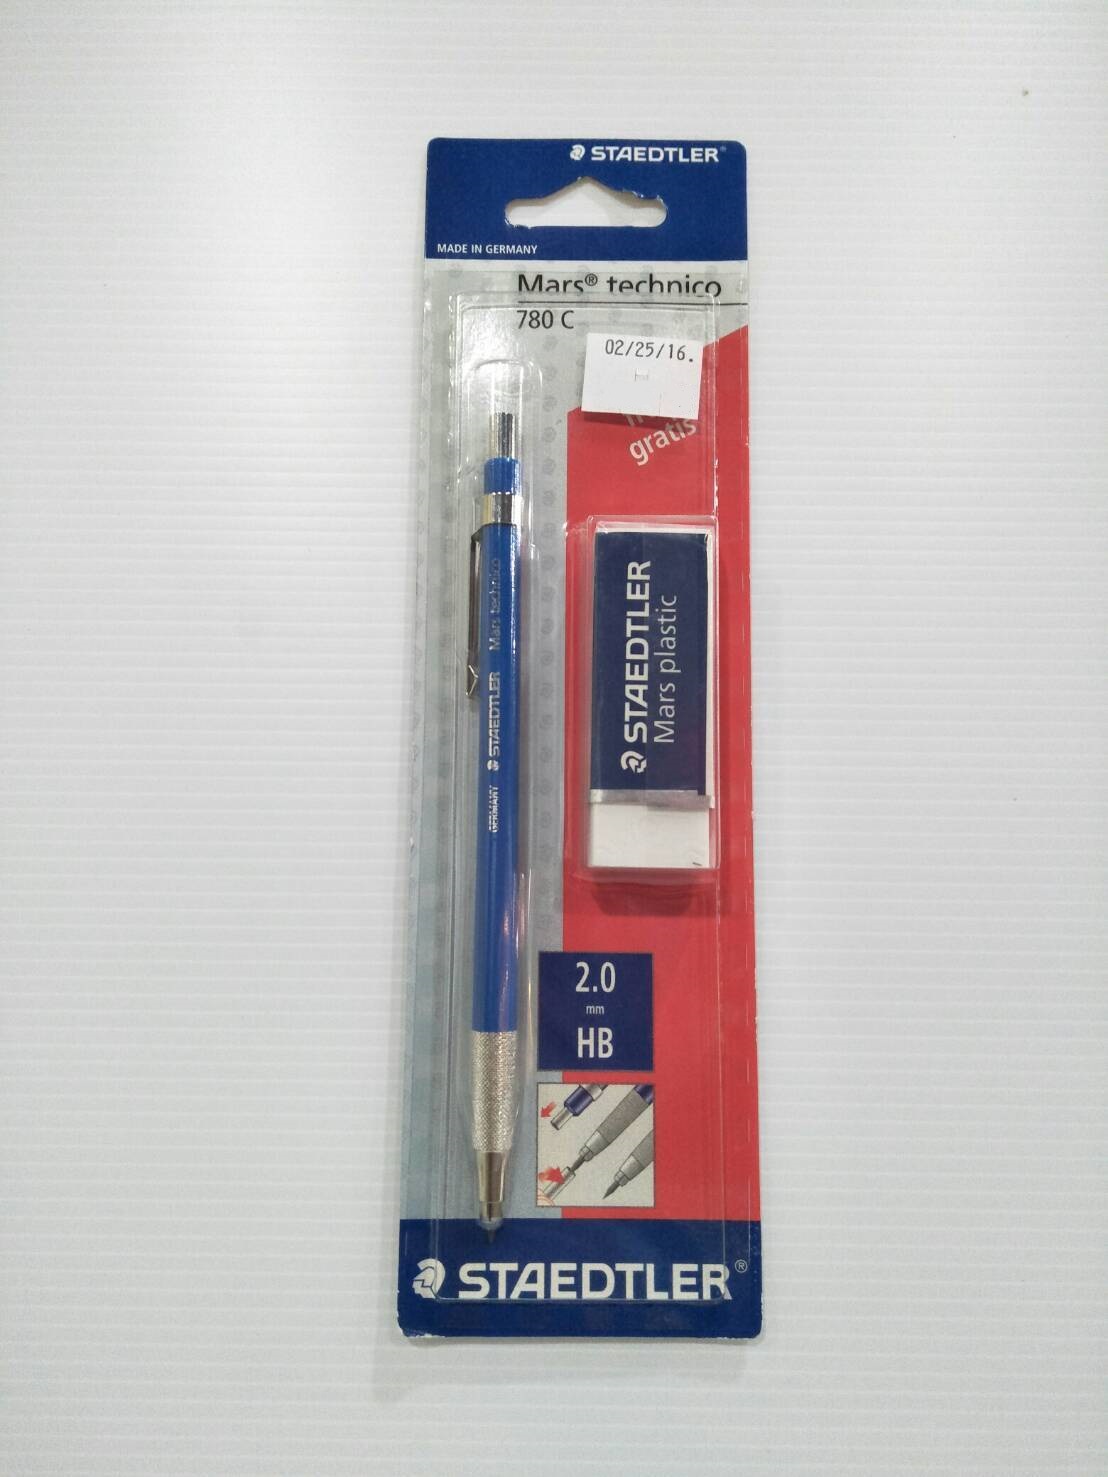 STAEDTLER®
MADE IN GERMANY
Mars® technico
780 C
02/25/16.
gratis
STAEDTLER
Mars plastic
Mars technico
STAEDTLER
GERMANY
2.0
mm
HB
STAEDTLER®